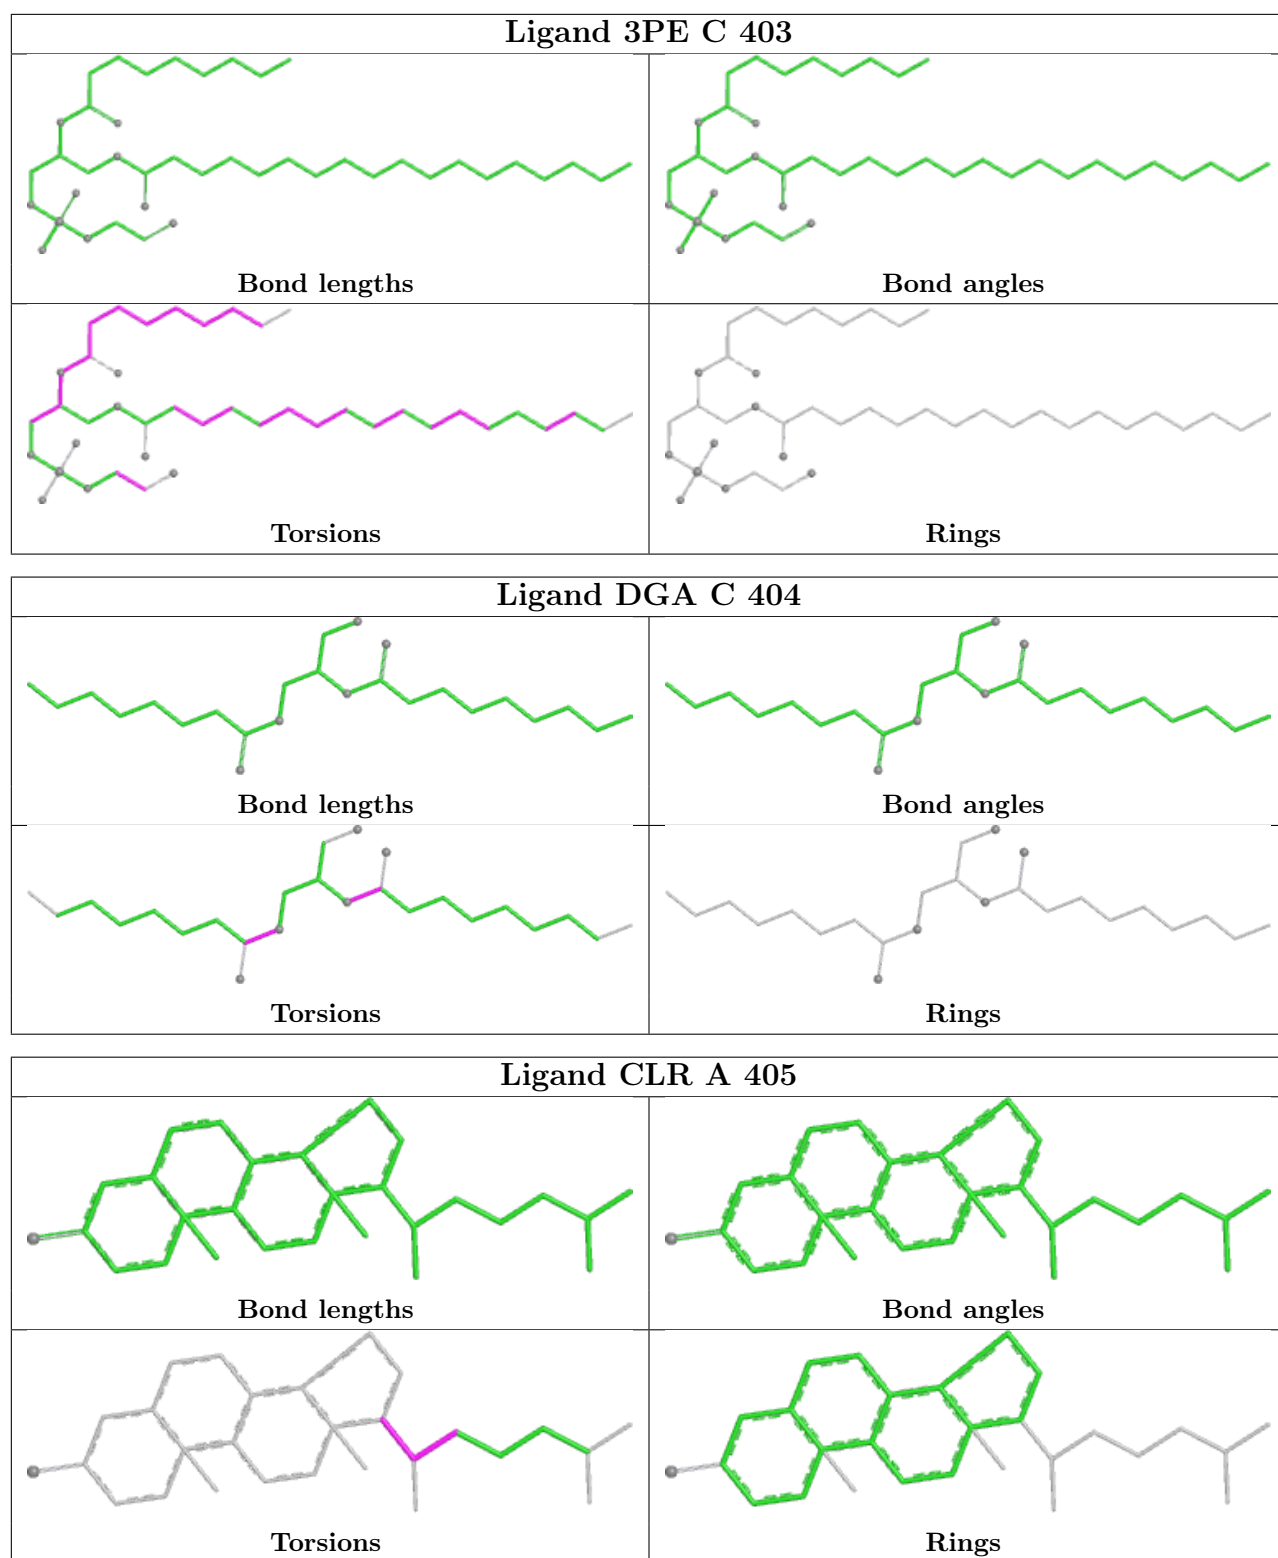 Ligand 3PE C 403
Bond lengths
Bond angles
Torsions
Rings
Ligand DGA C 404
Bond lengths
Bond angles
Torsions
Rings
Ligand CLR A 405
Bond lengths
Bond angles
Torsions
Rings